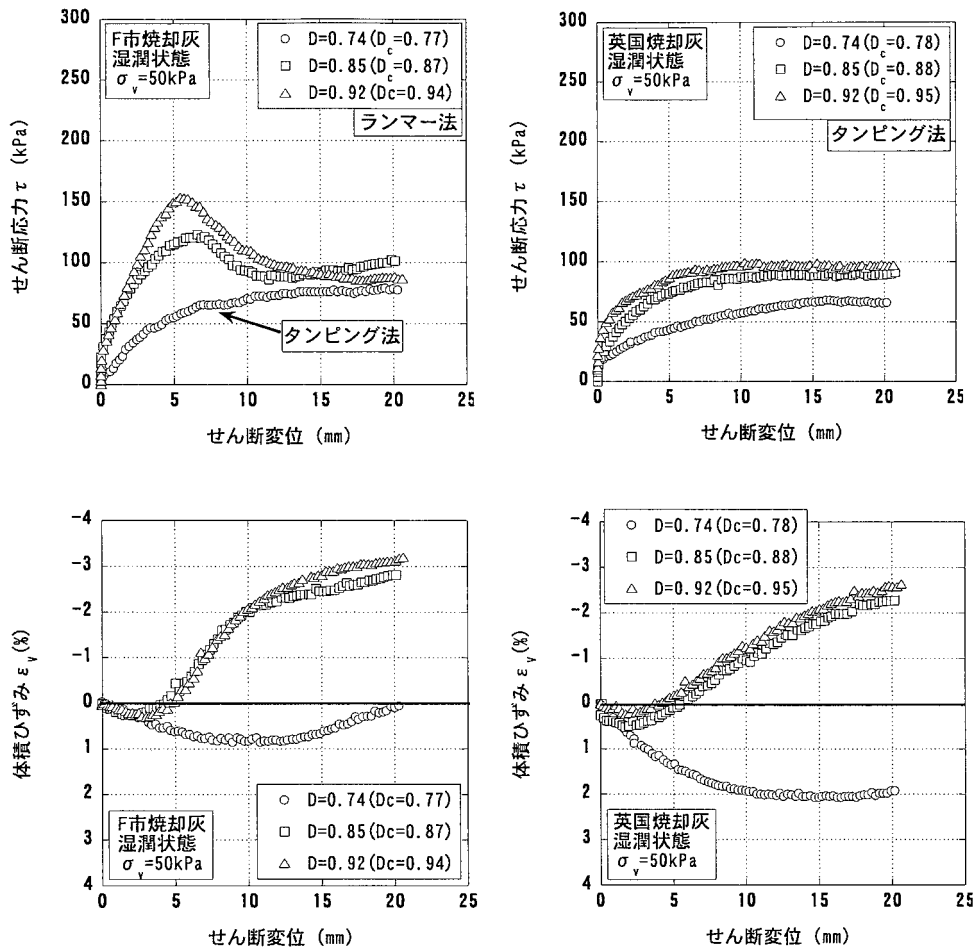 300
250
200
150
100
50
0
せん断応力 τ (kPa)
F市焼却灰
湿潤状態
σv=50kPa
○ D=0.74(Dc=0.77)
□ D=0.85(Dc=0.87)
△ D=0.92(Dc=0.94)
ランマー法
タンピング法
0 5 10 15 20 25
せん断変位 (mm)
300
250
200
150
100
50
0
せん断応力 τ (kPa)
英国焼却灰
湿潤状態
σv=50kPa
○ D=0.74(Dc=0.78)
□ D=0.85(Dc=0.88)
△ D=0.92(Dc=0.95)
タンピング法
0 5 10 15 20 25
せん断変位 (mm)
-4
-3
-2
-1
0
1
2
3
4
体積ひずみ εv(%)
F市焼却灰
湿潤状態
σv=50kPa
○ D=0.74(Dc=0.77)
□ D=0.85(Dc=0.87)
△ D=0.92(Dc=0.94)
0 5 10 15 20 25
せん断変位 (mm)
-4
-3
-2
-1
0
1
2
3
4
体積ひずみ εv(%)
○ D=0.74(Dc=0.78)
□ D=0.85(Dc=0.88)
△ D=0.92(Dc=0.95)
英国焼却灰
湿潤状態
σv=50kPa
0 5 10 15 20 25
せん断変位 (mm)